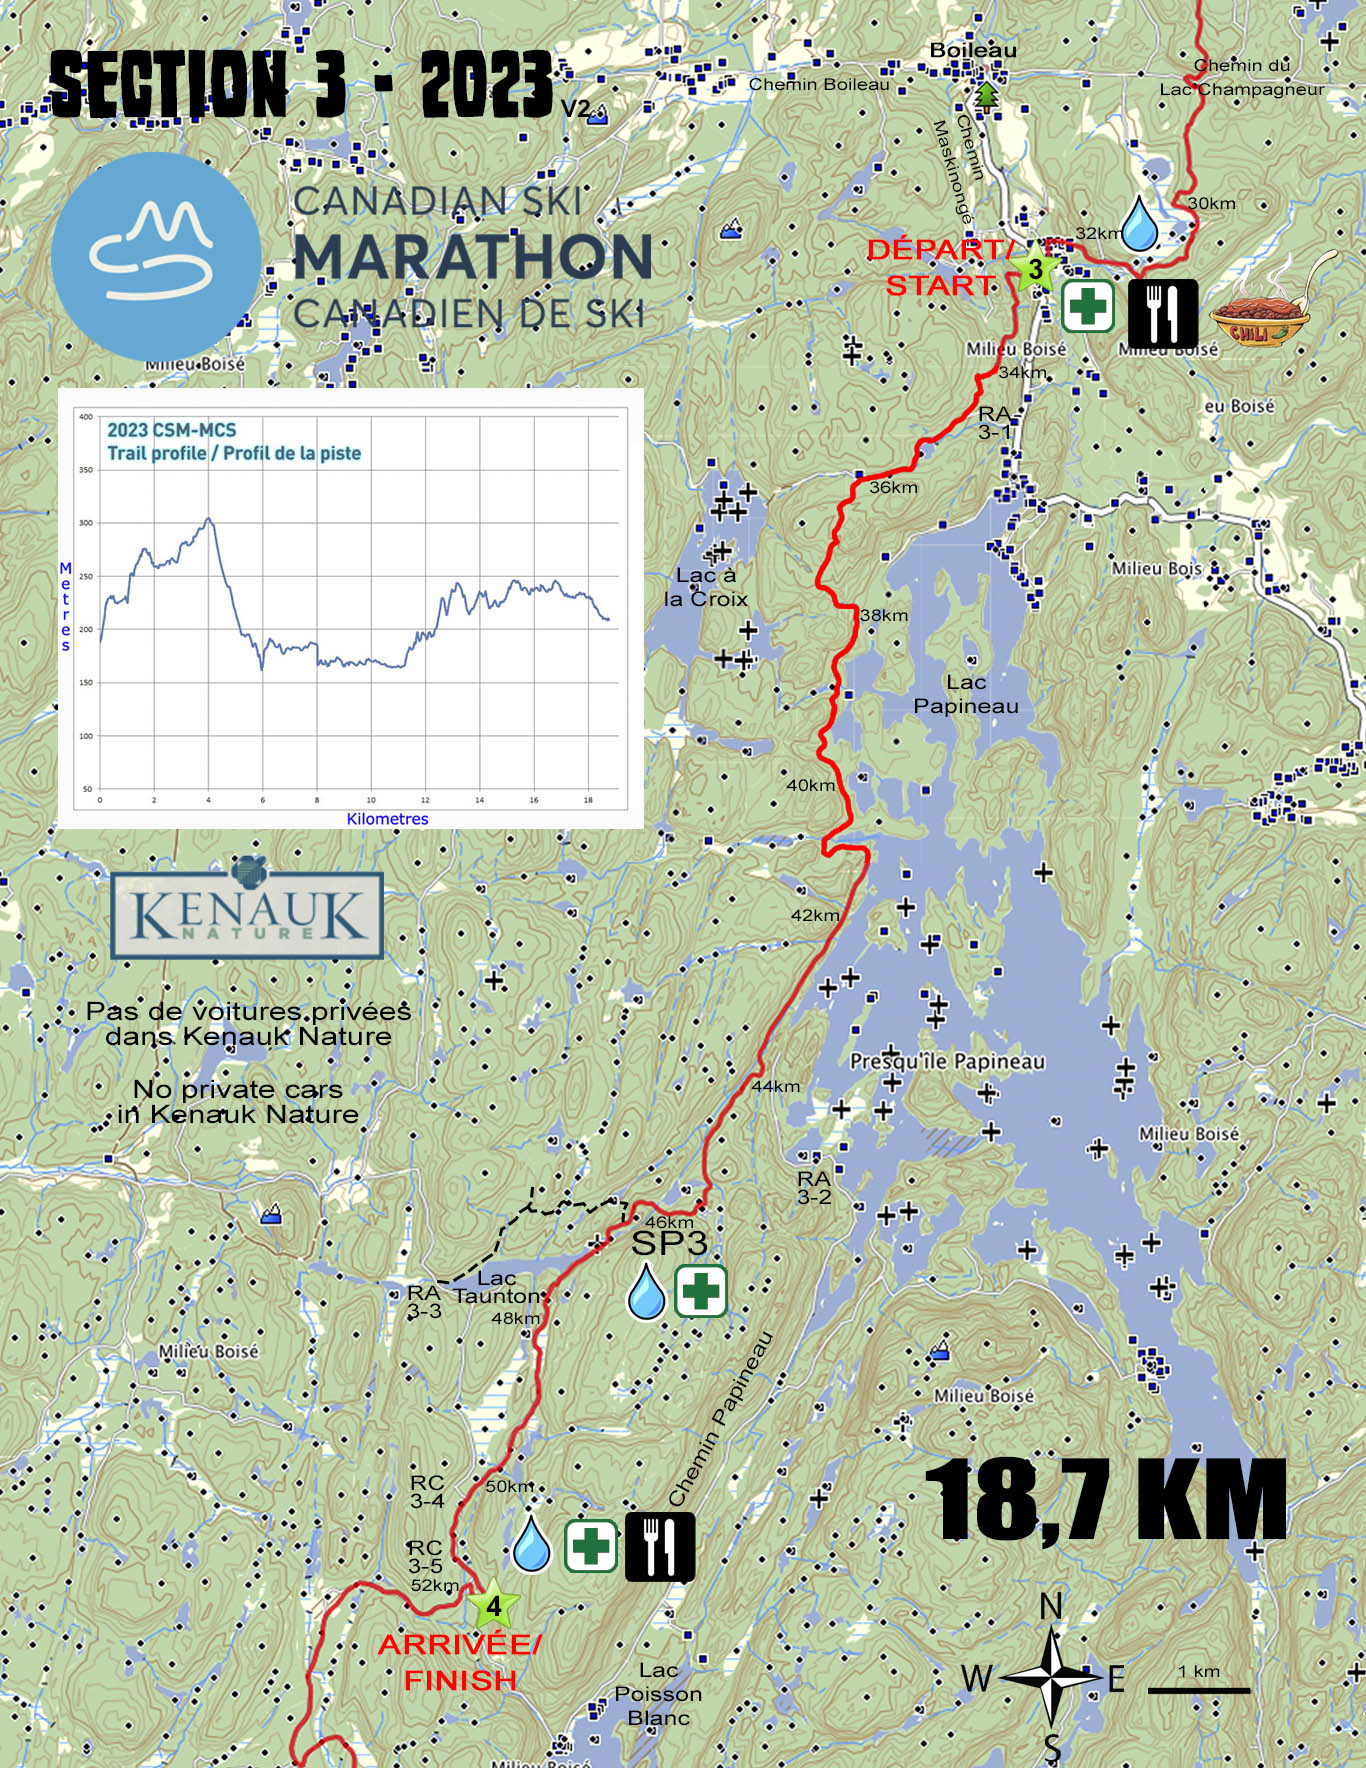 SECTION 3 - 2023 V2
CANADIAN SKI
MARATHON
CANADIEN DE SKI
Boileau
Chemin Boileau
Chemin du
Lac Champagneur
Chemin
Maskinongé
30km
32km
DÉPART/
START
3
CHILI
Milieu Boisé
Milieu Boisé
Milieu Boisé
34km
RA
3-1
eu Boisé
36km
2023 CSM-MCS
Trail profile / Profil de la piste
400
350
300
250
200
150
100
50
Metres
0 2 4 6 8 10 12 14 16 18
Kilometres
Lac à
la Croix
Milieu Bois
38km
Lac
Papineau
40km
KENAUK
NATURE
42km
Pas de voitures privées
dans Kenauk Nature
No private cars
in Kenauk Nature
Presqu'île Papineau
44km
Milieu Boisé
RA
3-2
46km
SP3
Lac
Taunton
RA
3-3
48km
Milieu Boisé
Chemin Papineau
Milieu Boisé
RC
3-4
50km
18,7 KM
RC
3-5
52km
4
ARRIVÉE/
FINISH
Lac
Poisson
Blanc
N
W E
S
1 km
Milieu Boisé